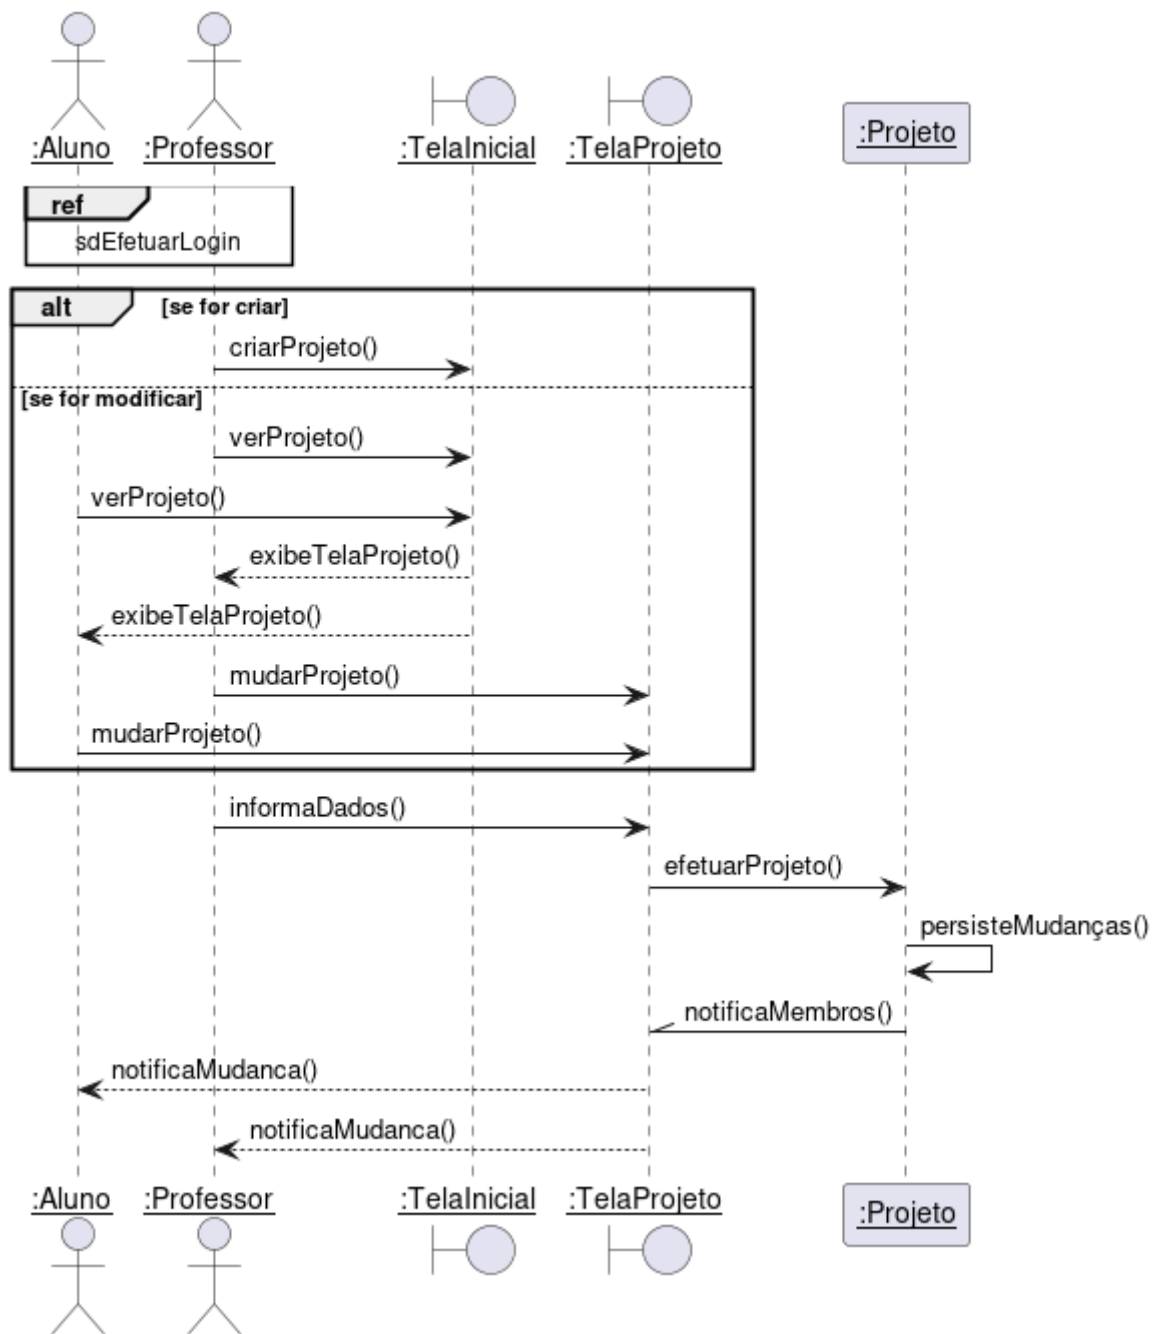 :Aluno
:Professor
:TelaInicial
:TelaProjeto
:Projeto
ref
sdEfetuarLogin
alt
[se for criar]
criarProjeto()
[se for modificar]
verProjeto()
verProjeto()
exibeTelaProjeto()
exibeTelaProjeto()
mudarProjeto()
mudarProjeto()
informaDados()
efetuarProjeto()
persisteMudanças()
notificaMembros()
notificaMudanca()
notificaMudanca()
:Aluno
:Professor
:TelaInicial
:TelaProjeto
:Projeto